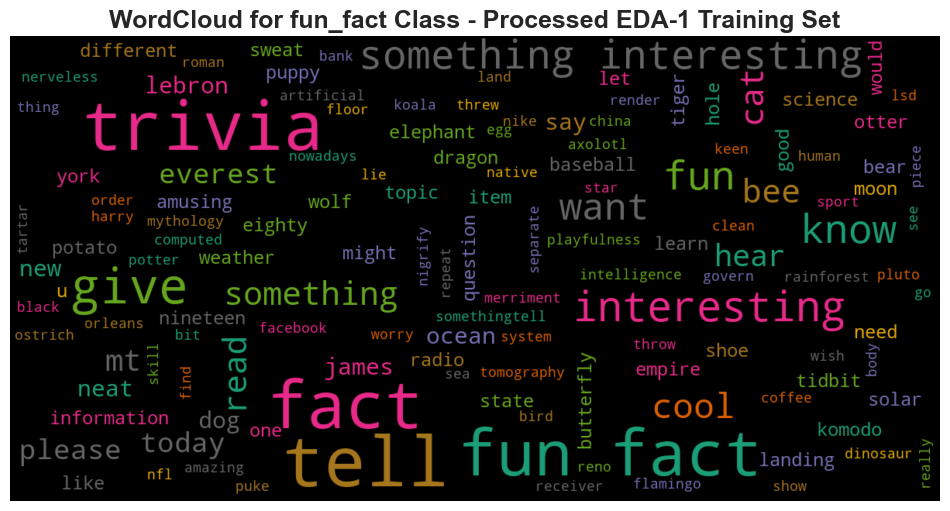 WordCloud for fun_fact Class - Processed EDA-1 Training Set
different
roman
sweat
bank
something interesting
would
nerveless
lebron
puppy
land
let
tiger
hole
cat
science
lsd
thing
trivia
artificial
floor
koala
threw
render
otter
nike
say
china
elephant
egg
nowadays
dragon
axolotl
good
keen
human
piece
york
everest
lie
native
baseball
fun
bee
bear
moon
order
amusing
wolf
topic
item
star
want
sport
see
harry
mythology
eighty
clean
know
tartar
potato
computed
potter
weather
might
nigrify
repeat
question
separate
playfulness
learn
hear
new
u
give
something
merriment
intelligence
govern
rainforest
pluto
go
black
interesting
ostrich
orleans
nineteen
bit
facebook
worry
somethingtell
ocean
system
throw
need
mt
skill
find
read
james
radio
sea
tomography
butterfly
shoe
wish
body
neat
empire
tidbit
information
dog
one
fact
state
bird
cool
coffee
solar
please
today
tell
fun fact
komodo
like
nfl
amazing
puke
receiver
reno
flamingo
landing
show
dinosaur
really